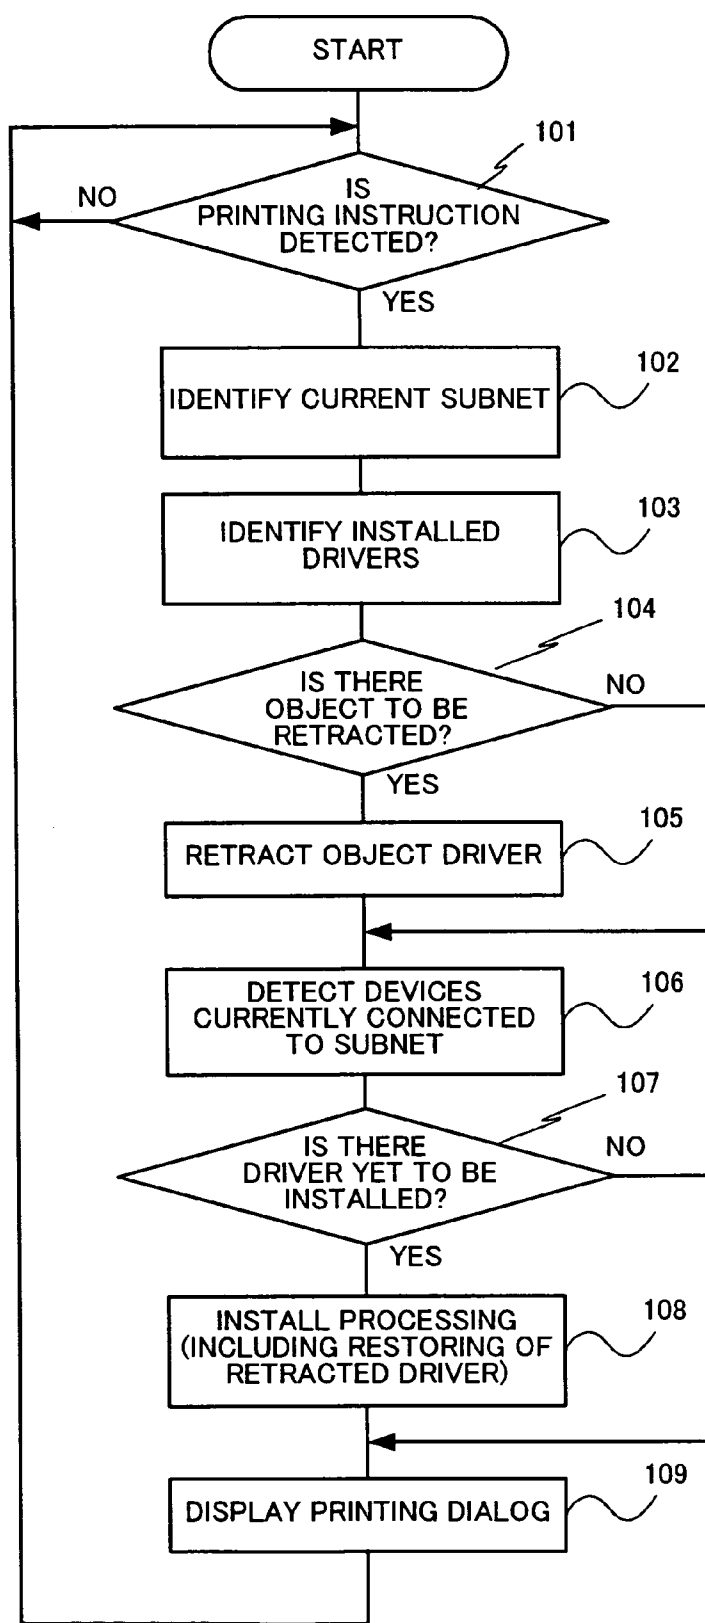 START
101
IS
PRINTING INSTRUCTION
DETECTED?
NO
YES
IDENTIFY CURRENT SUBNET
102
IDENTIFY INSTALLED
DRIVERS
103
104
IS THERE
OBJECT TO BE
RETRACTED?
NO
YES
RETRACT OBJECT DRIVER
105
DETECT DEVICES
CURRENTLY CONNECTED
TO SUBNET
106
107
IS THERE
DRIVER YET TO BE
INSTALLED?
NO
YES
INSTALL PROCESSING
(INCLUDING RESTORING OF
RETRACTED DRIVER)
108
DISPLAY PRINTING DIALOG
109